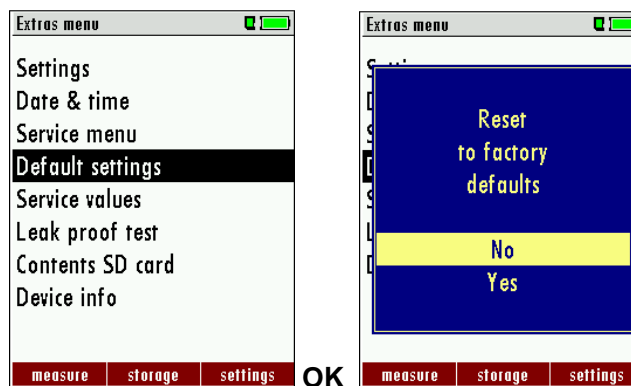 Extras menu
Settings
Date & time
Service menu
Default settings
Service values
Leak proof test
Contents SD card
Device info
measure storage settings
OK
Extras menu
Reset
to factory
defaults
No
Yes
measure storage settings